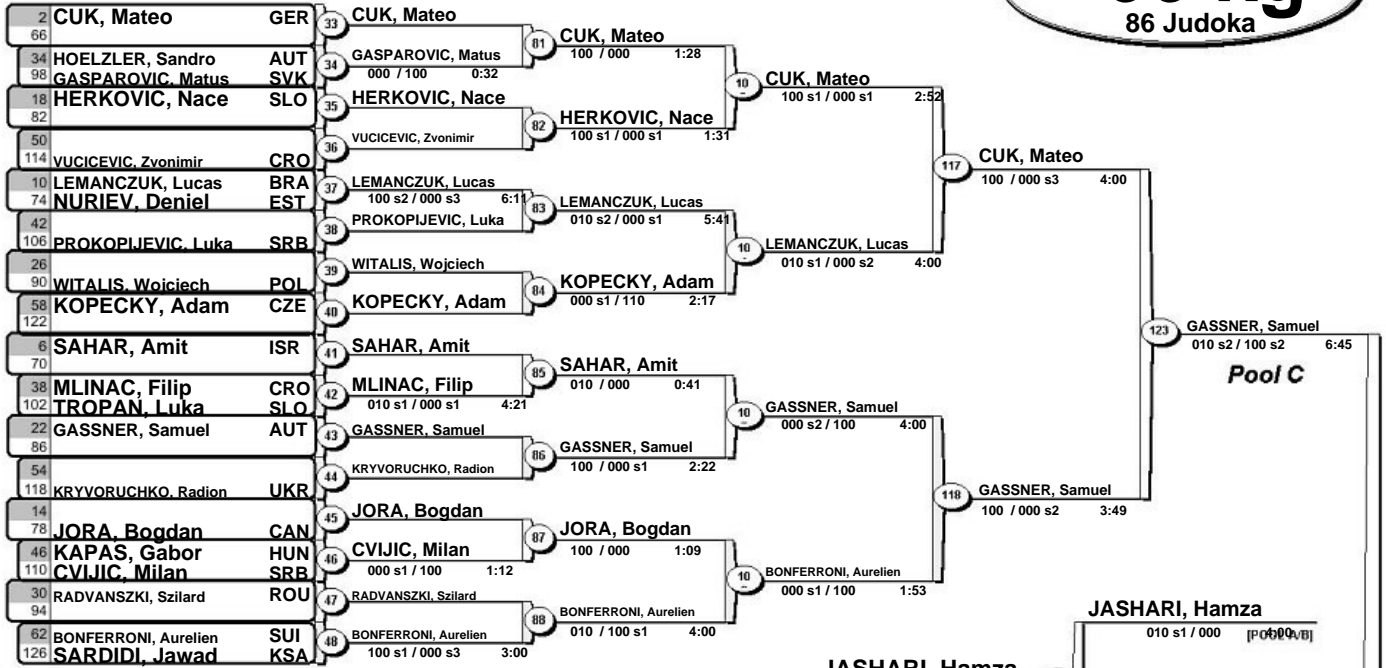 86 Judoka
2 CUK, Mateo GER
66
34 HOELZLER, Sandro AUT
98 GASPAROVIC, Matus SVK
18 HERKOVIC, Nace SLO
82
50
114 VUCICEVIC, Zvonimir CRO
10 LEMANCZUK, Lucas BRA
74 NURIEV, Deniel EST
42
106 PROKOPIJEVIC, Luka SRB
26
90 WITALIS, Wojciech POL
58 KOPECKY, Adam CZE
122
6 SAHAR, Amit ISR
70
38 MLINAC, Filip CRO
102 TROPAN, Luka SLO
22 GASSNER, Samuel AUT
86
54
118 KRYVORUCHKO, Radion UKR
14
78 JORA, Bogdan CAN
46 KAPAS, Gabor HUN
110 CVIJIC, Milan SRB
30 RADVANSZKI, Szilard ROU
94
62 BONFERRONI, Aurelien SUI
126 SARDIDI, Jawad KSA
33 CUK, Mateo
34 GASPAROVIC, Matus
000 / 100 0:32
35 HERKOVIC, Nace
36 VUCICEVIC, Zvonimir
37 LEMANCZUK, Lucas
100 s2 / 000 s3 6:11
38 PROKOPIJEVIC, Luka
39 WITALIS, Wojciech
40 KOPECKY, Adam
41 SAHAR, Amit
42 MLINAC, Filip
010 s1 / 000 s1 4:21
43 GASSNER, Samuel
44 KRYVORUCHKO, Radion
45 JORA, Bogdan
46 CVIJIC, Milan
000 s1 / 100 1:12
47 RADVANSZKI, Szilard
48 BONFERRONI, Aurelien
100 s1 / 000 s3 3:00
81 CUK, Mateo
100 / 000 1:28
82 HERKOVIC, Nace
100 s1 / 000 s1 1:31
83 LEMANCZUK, Lucas
010 s2 / 000 s1 5:41
84 KOPECKY, Adam
000 s1 / 110 2:17
85 SAHAR, Amit
010 / 000 0:41
86 GASSNER, Samuel
100 / 000 s1 2:22
87 JORA, Bogdan
100 / 000 1:09
88 BONFERRONI, Aurelien
010 / 100 s1 4:00
10 CUK, Mateo
100 s1 / 000 s1 2:52
10 LEMANCZUK, Lucas
010 s1 / 000 s2 4:00
10 GASSNER, Samuel
000 s2 / 100 4:00
10 BONFERRONI, Aurelien
000 s1 / 100 1:53
117 CUK, Mateo
100 / 000 s3 4:00
118 GASSNER, Samuel
100 / 000 s2 3:49
123 GASSNER, Samuel
010 s2 / 100 s2 6:45
Pool C
JASHARI, Hamza
010 s1 / 000 4:00
JASHARI, Hamza